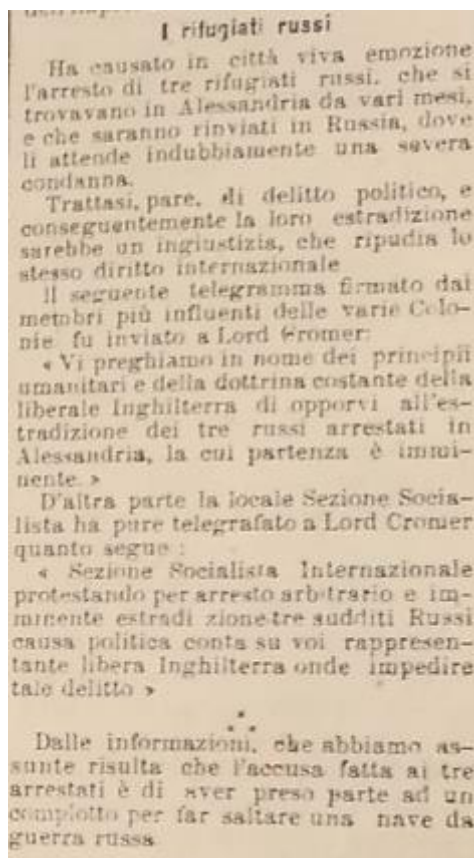 I rifugiati russi
Ha causato in città viva emozione
l'arresto di tre rifugiati russi, che si
trovavano in Alessandria da vari mesi,
e che saranno rinviati in Russia, dove
li attende indubbiamente una severa
condanna.
Trattasi, pare, di delitto politico, e
conseguentemente la loro estradizione
sarebbe un ingiustizia, che ripudia lo
stesso diritto internazionale
Il seguente telegramma firmato dai
membri più influenti delle varie Colo-
nie fu inviato a Lord Cromer:
« Vi preghiamo in nome dei principii
umanitari e della dottrina costante della
liberale Inghilterra di opporvi all'es-
tradizione dei tre russi arrestati in
Alessandria, la cui partenza è immi-
nente. »
D'altra parte la locale Sezione Socia-
lista ha pure telegrafato a Lord Cromer
quanto segue :
« Sezione Socialista Internazionale
protestando per arresto arbitrario e im-
minente estradi zione tre sudditi Russi
causa politica conta su voi rappresen-
tante libera Inghilterra onde impedire
tale delitto »
Dalle informazioni, che abbiamo as-
sunte risulta che l'accusa fatta ai tre
arrestati è di aver preso parte ad un
complotto per far saltare una nave da
guerra russa